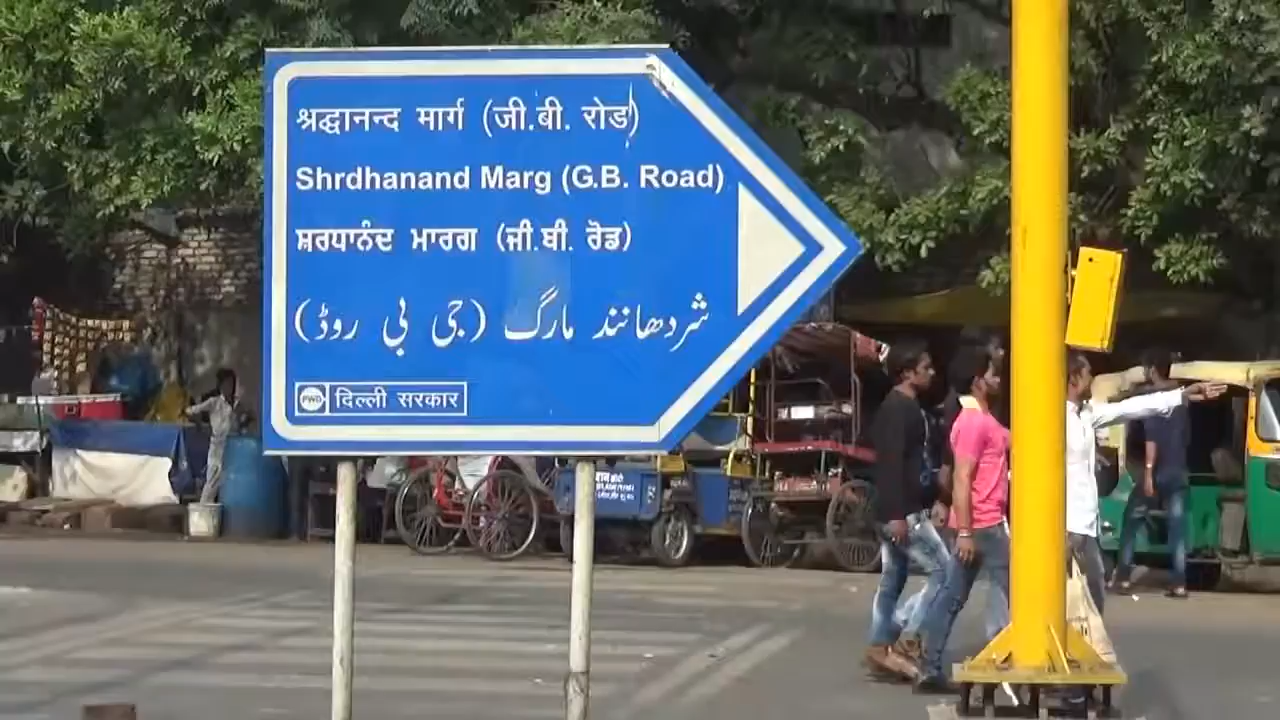 श्रद्धानन्द मार्ग (जी.बी. रोड)
Shrdhanand Marg (G.B. Road)
ਸ਼ਰਧਾਨੰਦ ਮਾਰਗ (ਜੀ.ਬੀ. ਰੋਡ)
شردھانند مارگ (جی بی روڈ)
PWD दिल्ली सरकार